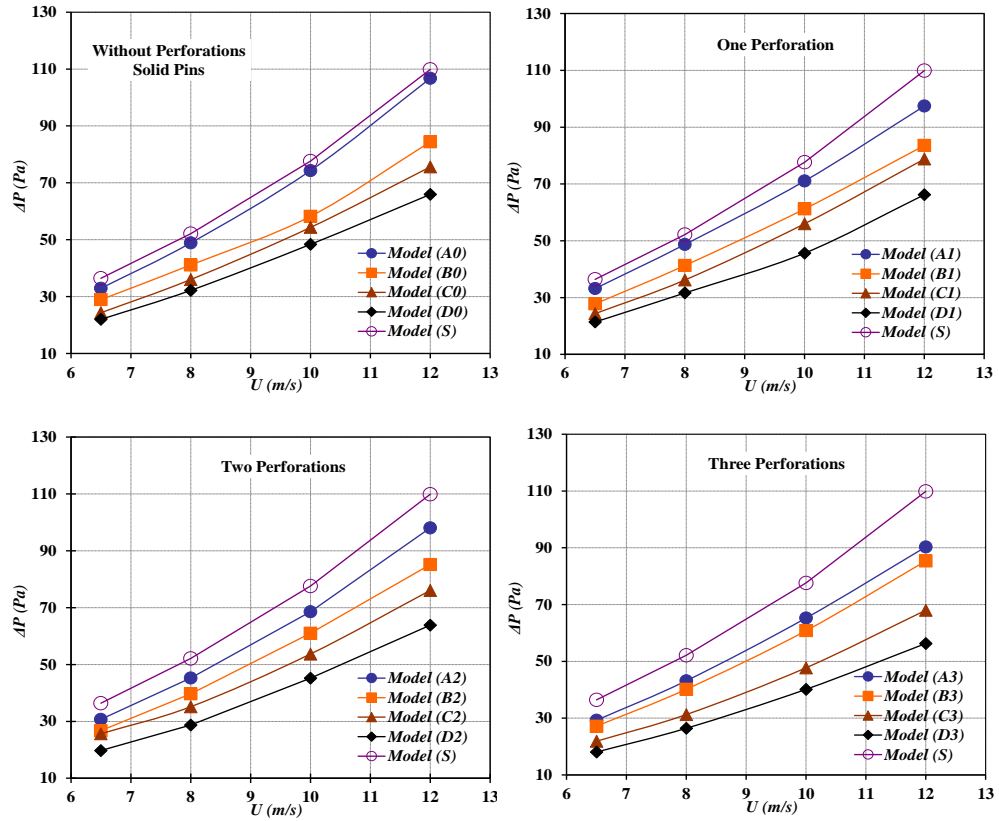 130
110
90
70
50
30
10
ΔP (Pa)
Without Perforations
Solid Pins
Model (A0)
Model (B0)
Model (C0)
Model (D0)
Model (S)
6 7 8 9 10 11 12 13
U (m/s)
130
110
90
70
50
30
10
ΔP (Pa)
One Perforation
Model (A1)
Model (B1)
Model (C1)
Model (D1)
Model (S)
6 7 8 9 10 11 12 13
U (m/s)
130
110
90
70
50
30
10
ΔP (Pa)
Two Perforations
Model (A2)
Model (B2)
Model (C2)
Model (D2)
Model (S)
6 7 8 9 10 11 12 13
U (m/s)
130
110
90
70
50
30
10
ΔP (Pa)
Three Perforations
Model (A3)
Model (B3)
Model (C3)
Model (D3)
Model (S)
6 7 8 9 10 11 12 13
U (m/s)